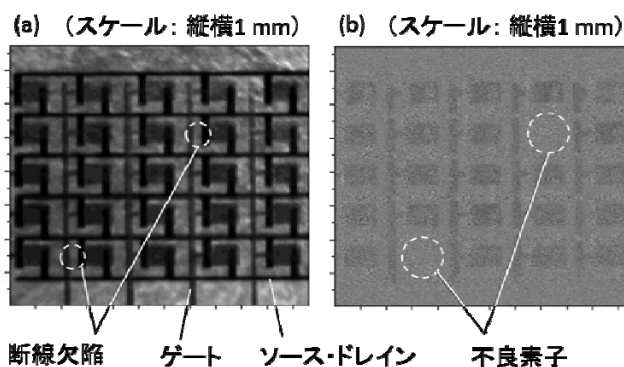 (a) (スケール: 縦横1 mm)
(b) (スケール: 縦横1 mm)
断線欠陥
ゲート
ソース・ドレイン
不良素子